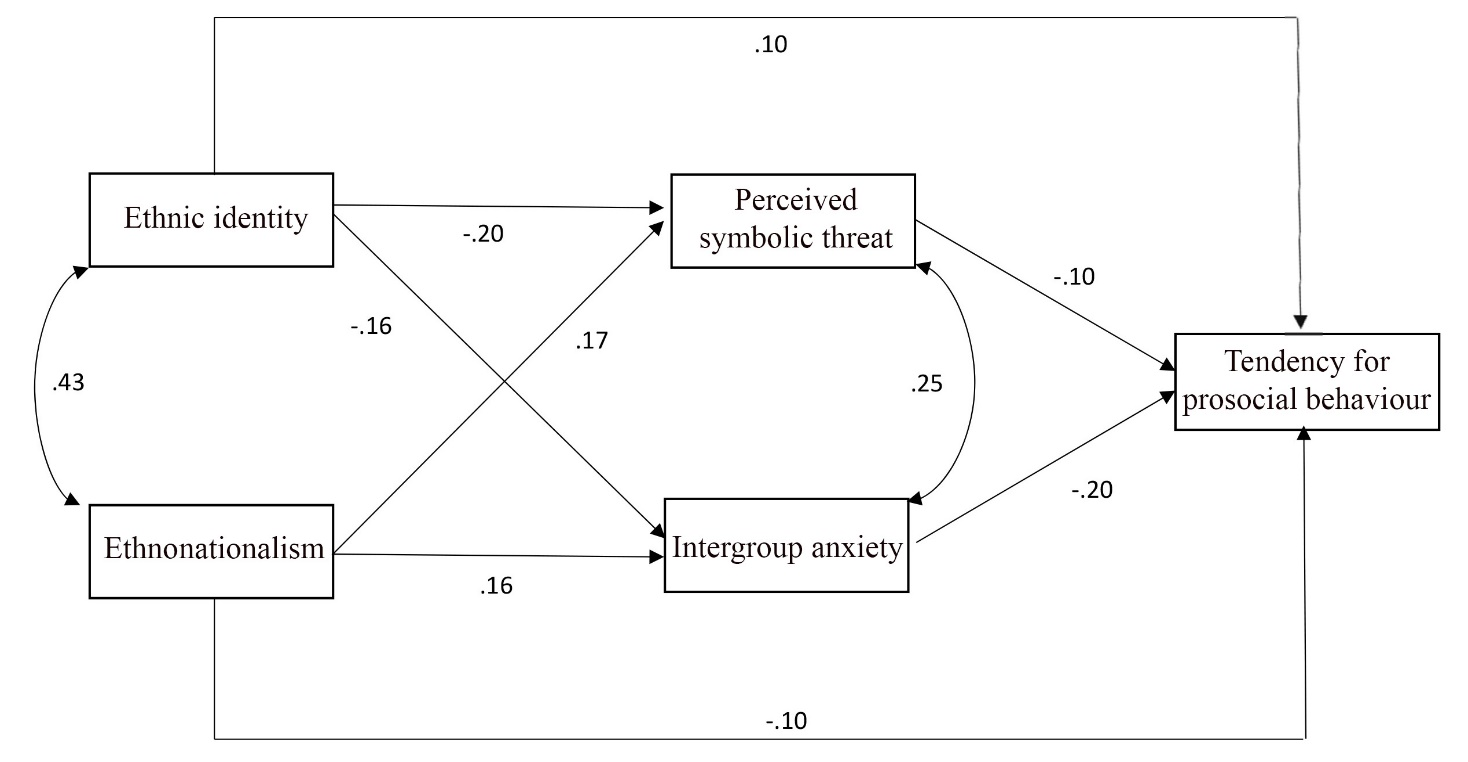 .10
Ethnic identity
-.20
Perceived
symbolic threat
-.10
-.16
.17
.43
.25
Tendency for
prosocial behaviour
-.20
Ethnonationalism
.16
Intergroup anxiety
-.10